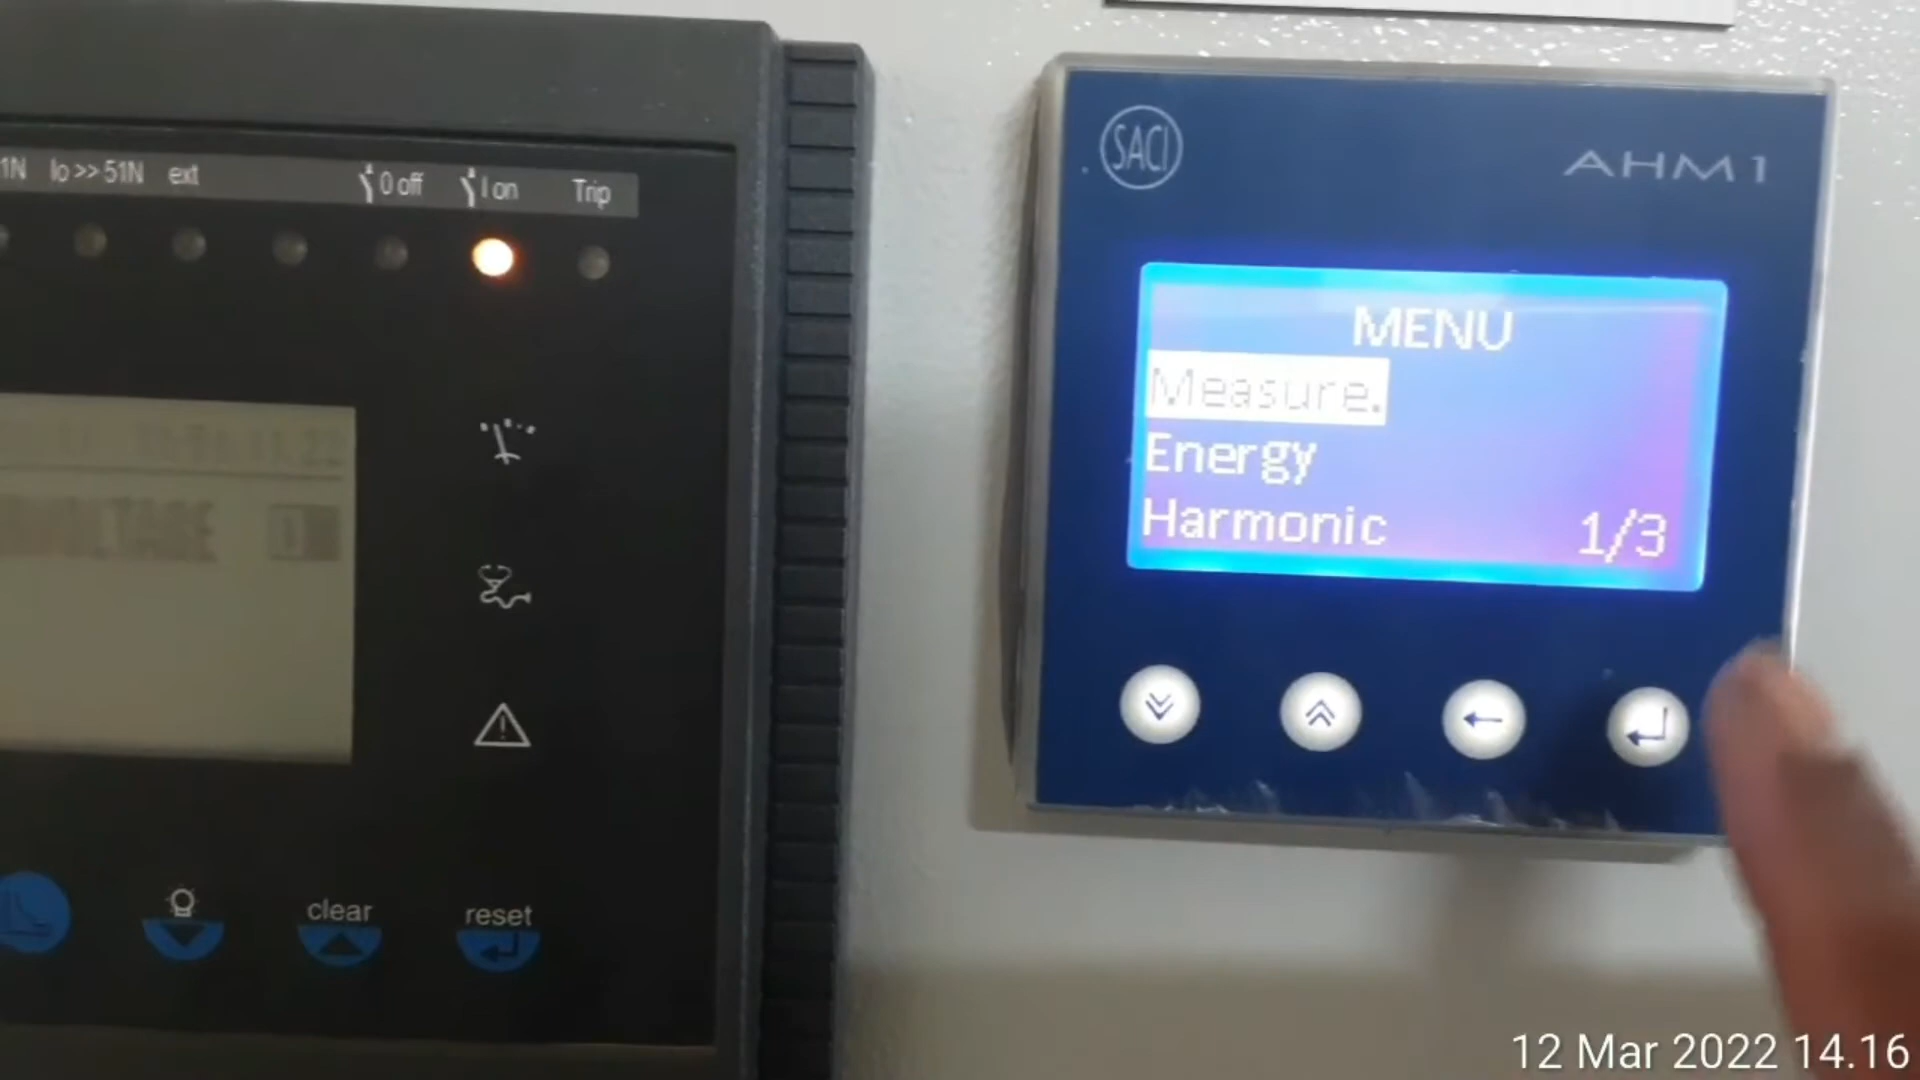 Io>>51N ext 0 off I on Trip
clear
reset
SACI
AHM1
MENU
Measure.
Energy
Harmonic 1/3
12 Mar 2022 14.16